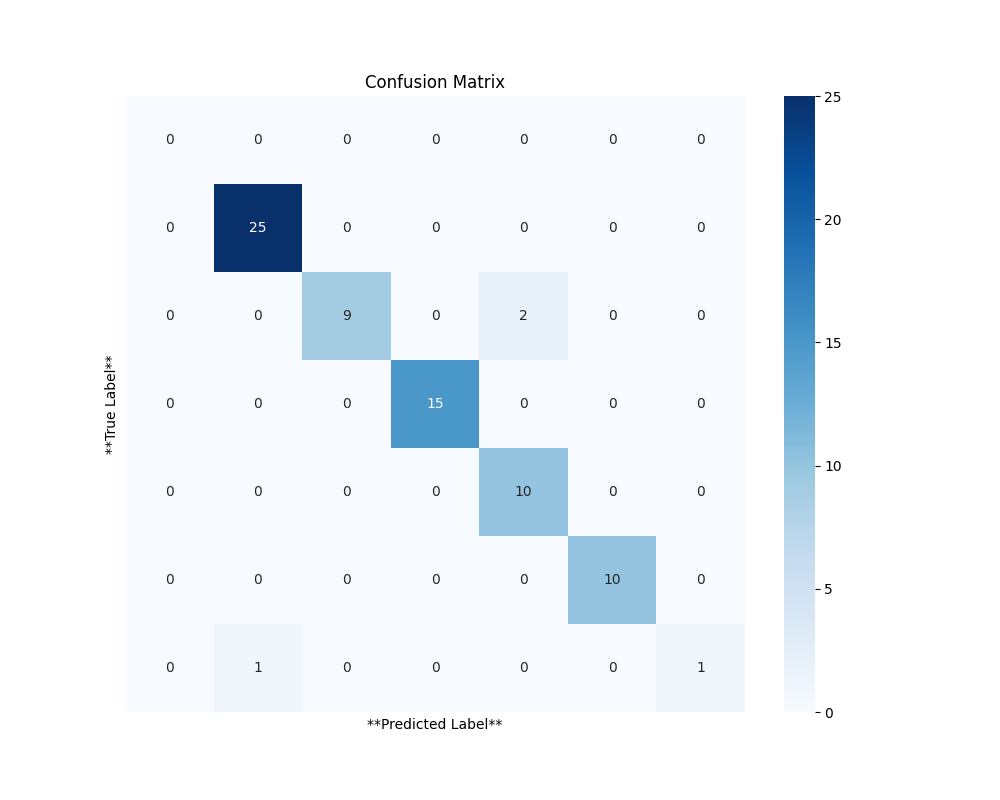 Confusion Matrix
0 0 0 0 0 0 0
0 25 0 0 0 0 0
0 0 9 0 2 0 0
0 0 0 15 0 0 0
0 0 0 0 10 0 0
0 0 0 0 0 10 0
0 1 0 0 0 0 1
**True Label**
**Predicted Label**
25
20
15
10
5
0